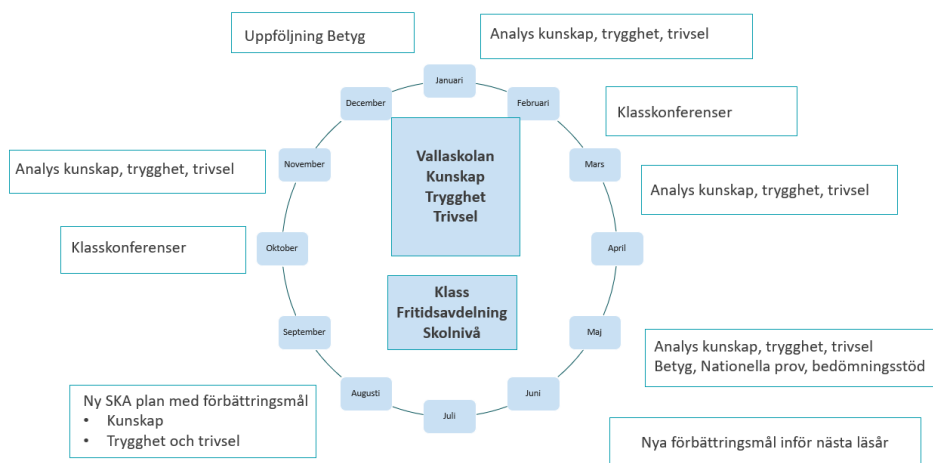 Uppföljning Betyg
Analys kunskap, trygghet, trivsel
Januari
December
Februari
Klasskonferenser
Vallaskolan
Kunskap
Trygghet
Trivsel
November
Mars
Analys kunskap, trygghet, trivsel
Analys kunskap, trygghet, trivsel
Oktober
April
Klasskonferenser
Klass
Fritidsavdelning
Skolnivå
September
Maj
Analys kunskap, trygghet, trivsel
Betyg, Nationella prov, bedömningsstöd
Augusti
Juni
Juli
Ny SKA plan med förbättringsmål
• Kunskap
• Trygghet och trivsel
Nya förbättringsmål inför nästa läsår